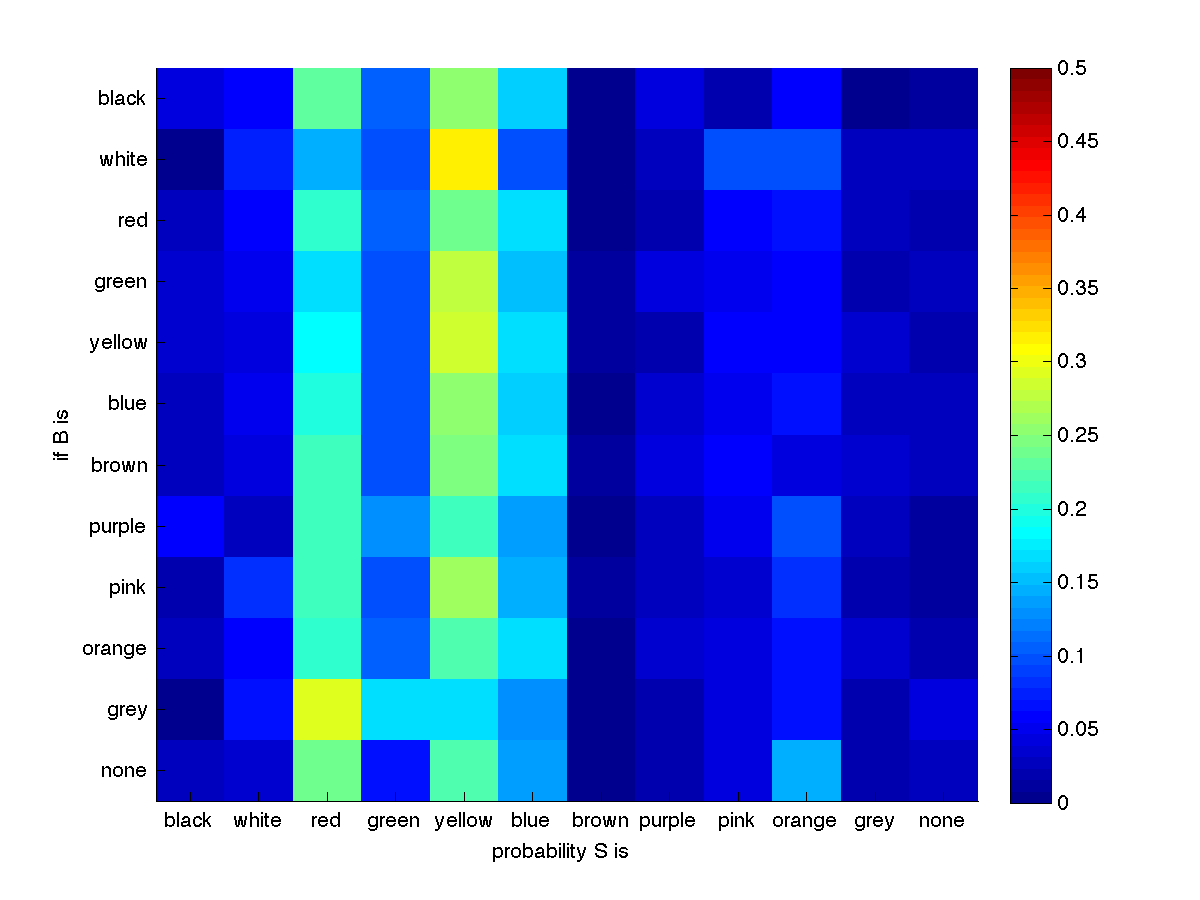 black
white
red
green
yellow
blue
brown
purple
pink
orange
grey
none
if B is
black white red green yellow blue brown purple pink orange grey none
probability S is
0.5
0.45
0.4
0.35
0.3
0.25
0.2
0.15
0.1
0.05
0